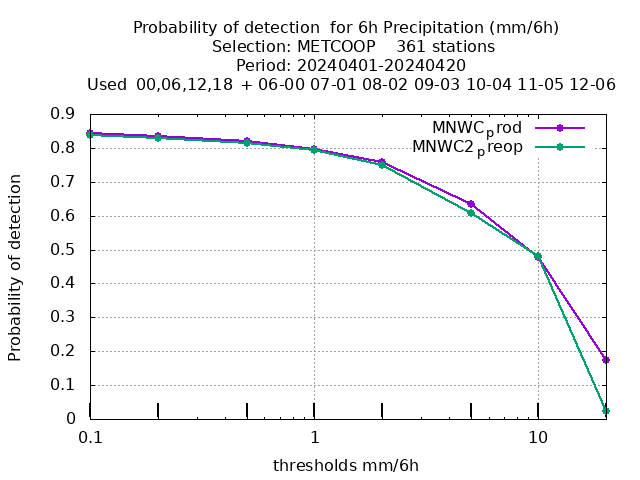 Probability of detection  for 6h Precipitation (mm/6h)
Selection: METCOOP    361 stations
Period: 20240401-20240420
Used  00,06,12,18  + 06-00 07-01 08-02 09-03 10-04 11-05 12-06
MNWCprod
MNWC2preop
Probability of detection
0.9
0.8
0.7
0.6
0.5
0.4
0.3
0.2
0.1
0
0.1
1
10
thresholds mm/6h